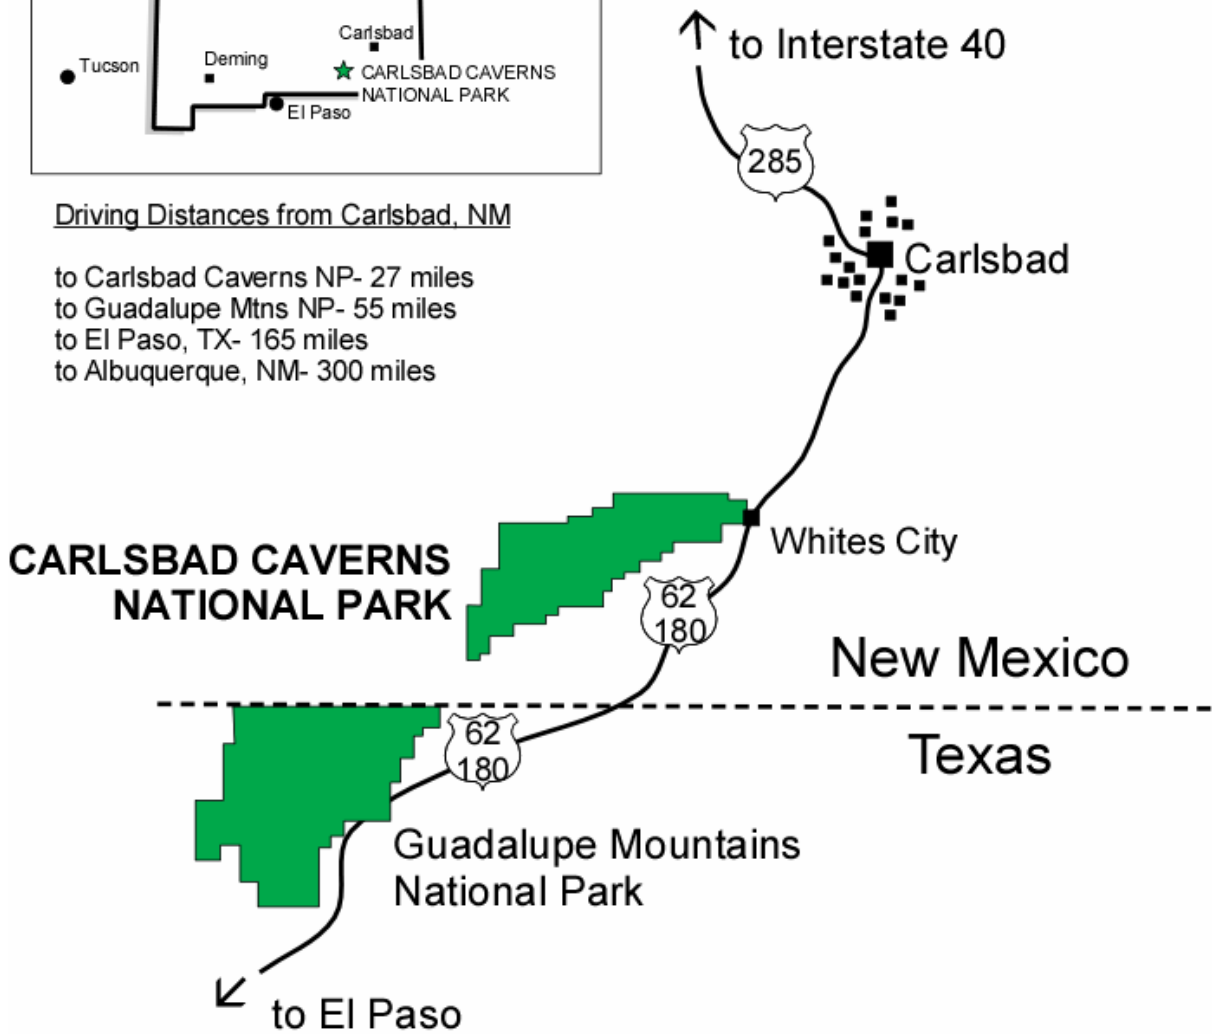 Carlsbad
Tucson
Deming
CARLSBAD CAVERNS
NATIONAL PARK
El Paso
to Interstate 40
285
Driving Distances from Carlsbad, NM
Carlsbad
to Carlsbad Caverns NP- 27 miles
to Guadalupe Mtns NP- 55 miles
to El Paso, TX- 165 miles
to Albuquerque, NM- 300 miles
Whites City
CARLSBAD CAVERNS
NATIONAL PARK
62
180
New Mexico
62
180
Texas
Guadalupe Mountains
National Park
to El Paso